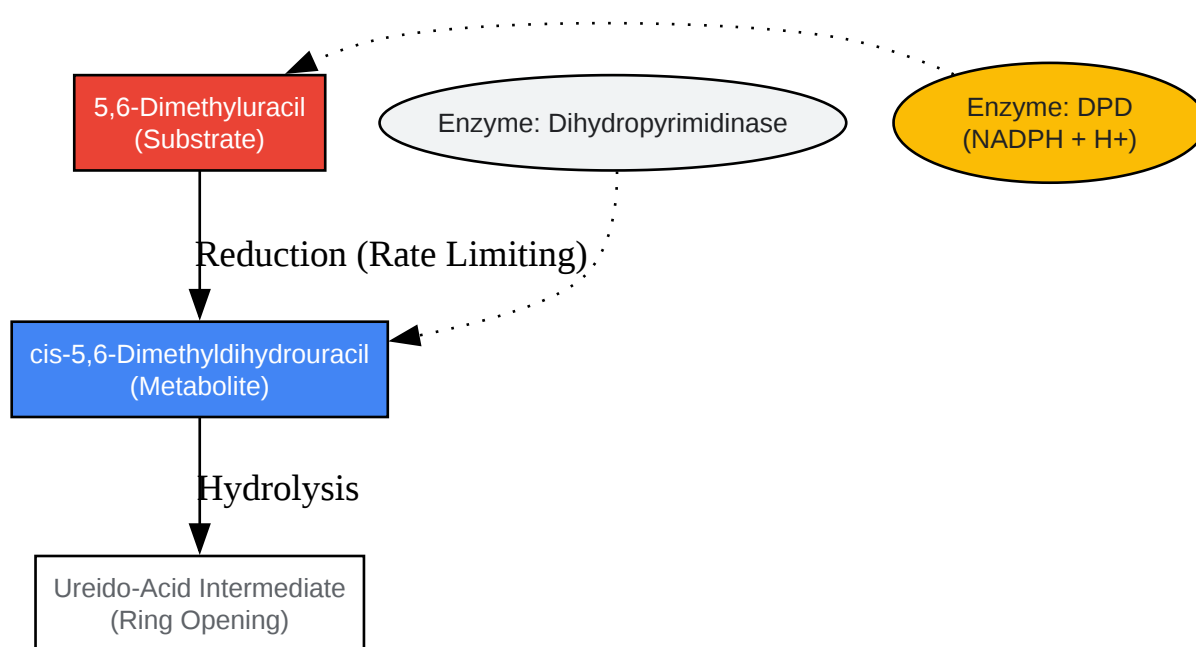 5,6-Dimethyluracil
(Substrate)
Enzyme: Dihydropyrimidinase
Enzyme: DPD
(NADPH + H+)
Reduction (Rate Limiting)
cis-5,6-Dimethyldihydrouracil
(Metabolite)
Hydrolysis
Ureido-Acid Intermediate
(Ring Opening)